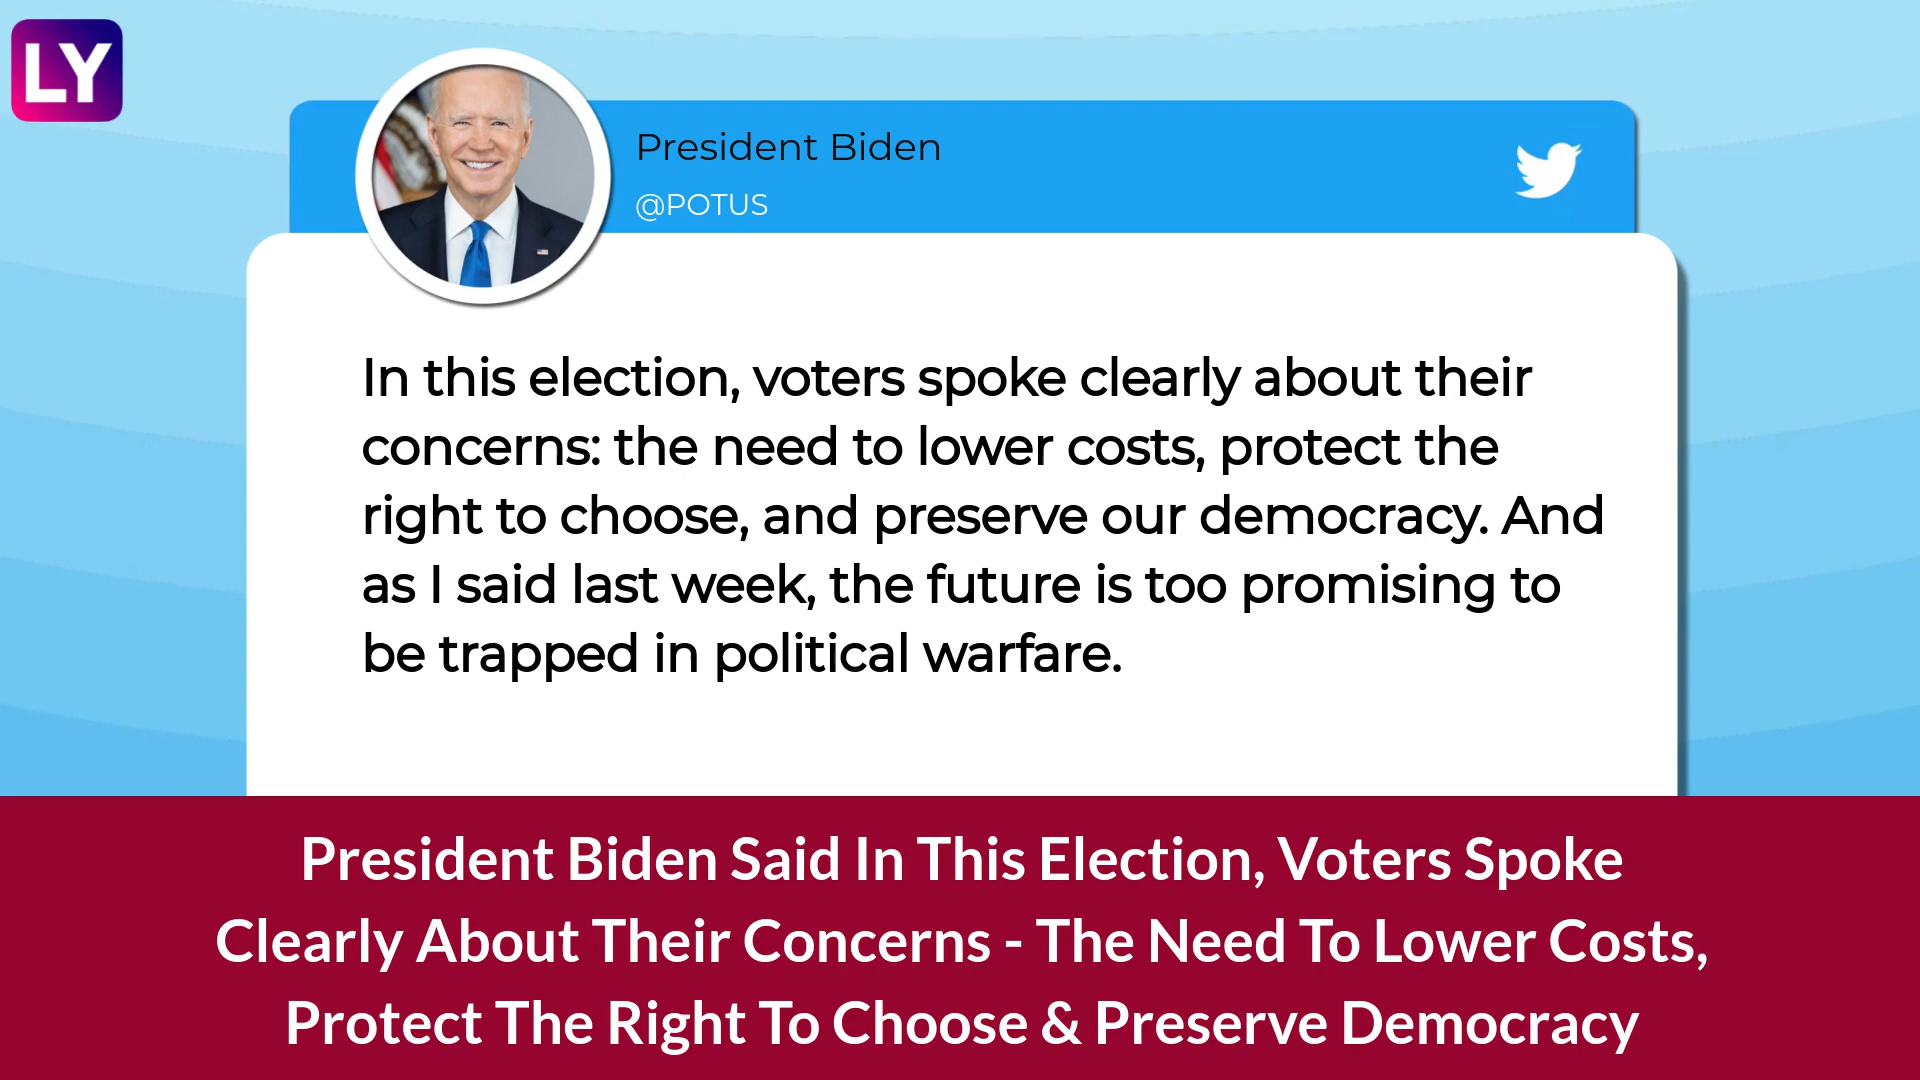 LY
President Biden
@POTUS
In this election, voters spoke clearly about their
concerns: the need to lower costs, protect the
right to choose, and preserve our democracy. And
as I said last week, the future is too promising to
be trapped in political warfare.
President Biden Said In This Election, Voters Spoke
Clearly About Their Concerns - The Need To Lower Costs,
Protect The Right To Choose & Preserve Democracy